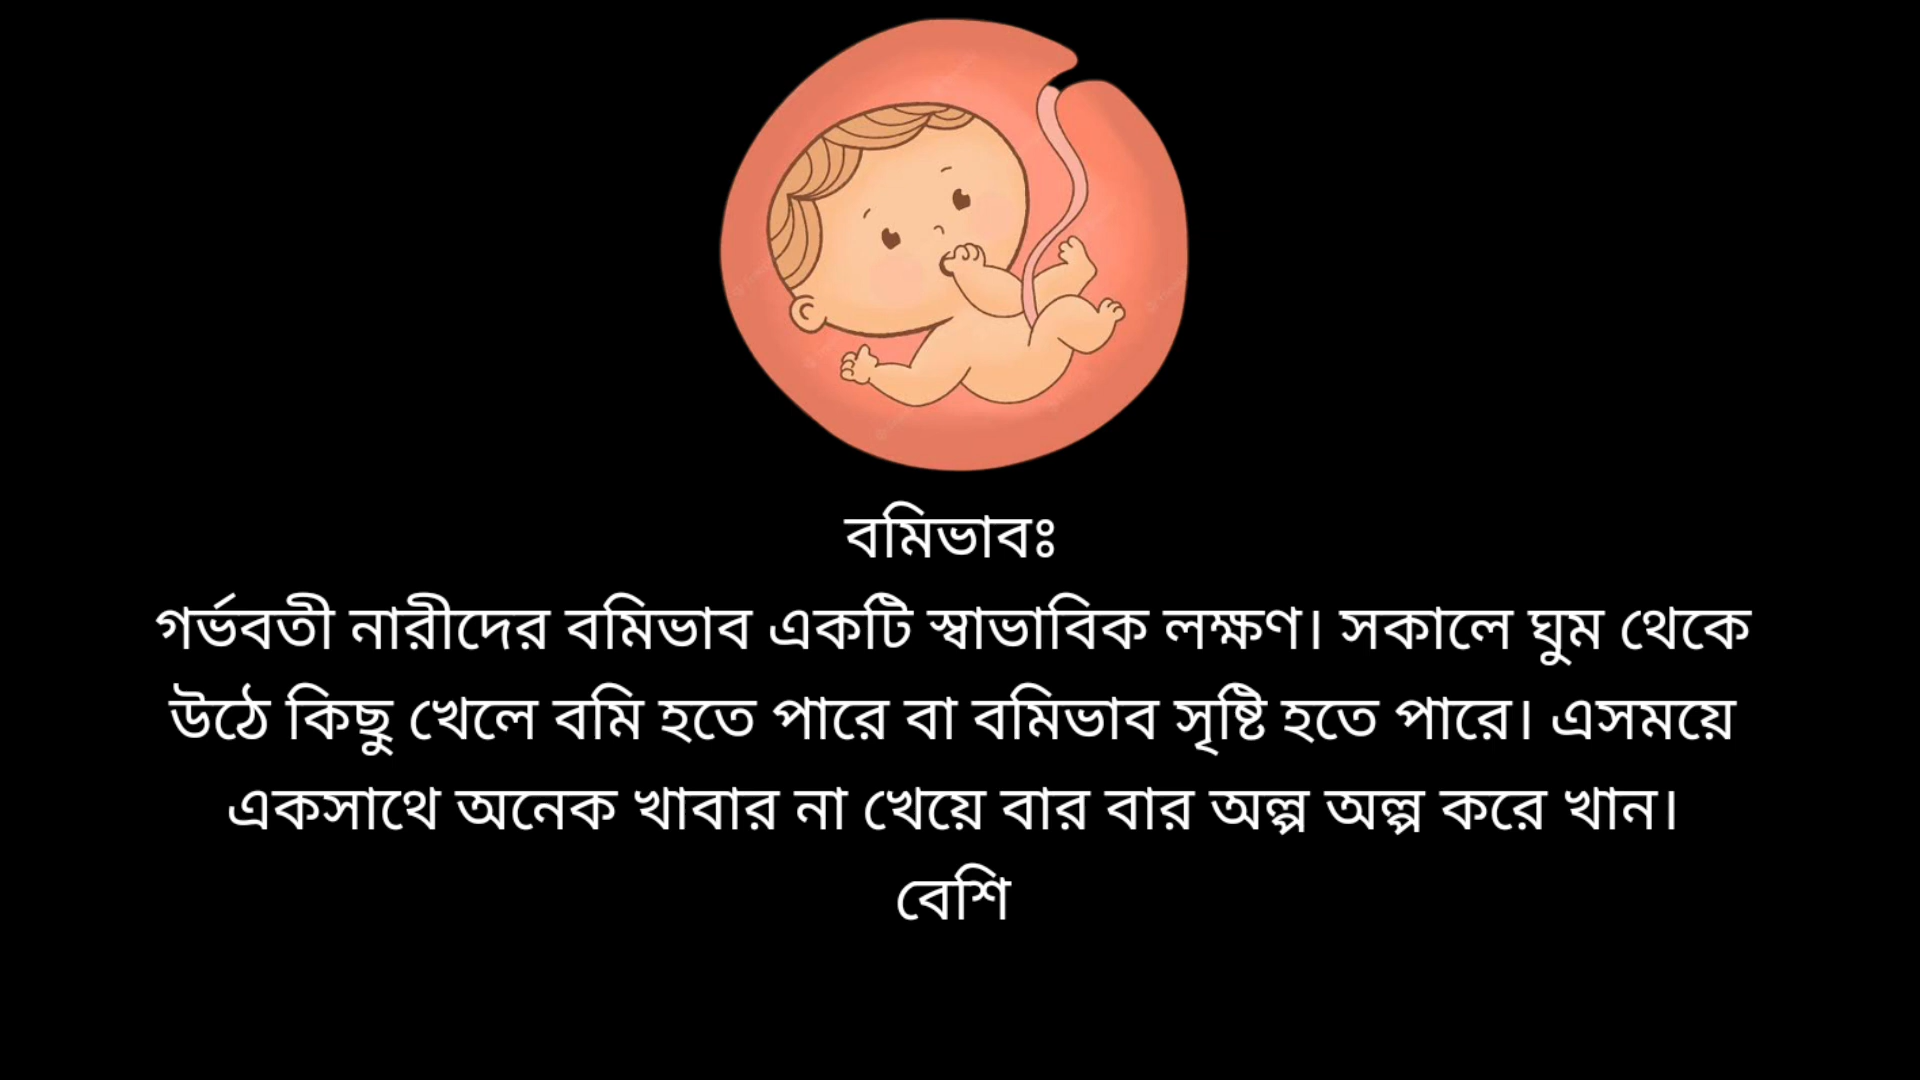 বমিভাবঃ
গর্ভবতী নারীদের বমিভাব একটি স্বাভাবিক লক্ষণ। সকালে ঘুম থেকে
উঠে কিছু খেলে বমি হতে পারে বা বমিভাব সৃষ্টি হতে পারে। এসময়ে
একসাথে অনেক খাবার না খেয়ে বার বার অল্প অল্প করে খান।
বেশি